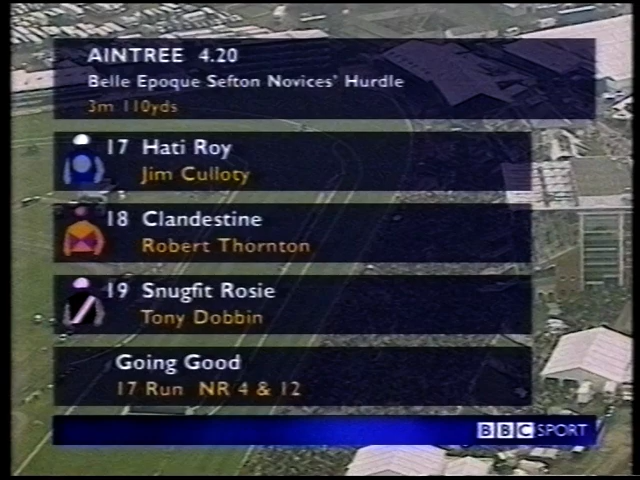 AINTREE 4.20
Belle Epoque Sefton Novices' Hurdle
3m 110yds
17 Hati Roy
Jim Culloty
18 Clandestine
Robert Thornton
19 Snugfit Rosie
Tony Dobbin
Going Good
17 Run NR 4 & 12
BBC SPORT